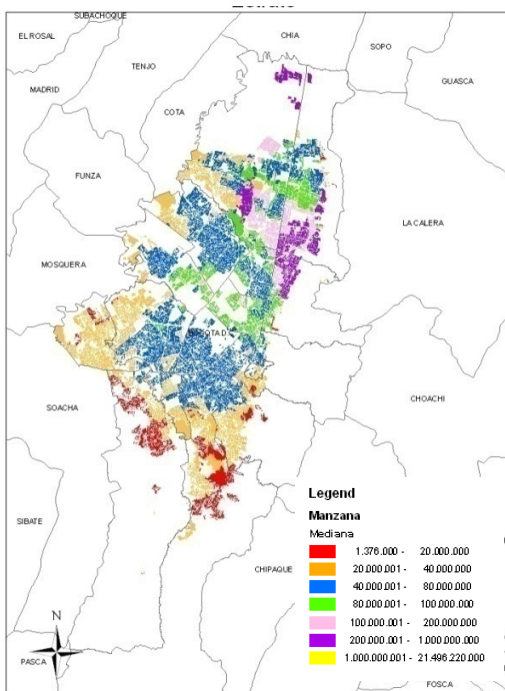 SUBACHOQUE
EL ROSAL
CHIA
SOPO
TENJO
GUASCA
MADRID
COTA
FUNZA
LA CALERA
MOSQUERA
SOACHA
CHOACHI
SIBATE
CHIPAQUE
Legend
Manzana
Mediana
1.376.000 - 20.000.000
20.000.001 - 40.000.000
40.000.001 - 80.000.000
80.000.001 - 100.000.000
100.000.001 - 200.000.000
200.000.001 - 1.000.000.000
1.000.000.001 - 21.496.220.000
N
PASCA
FOSCA